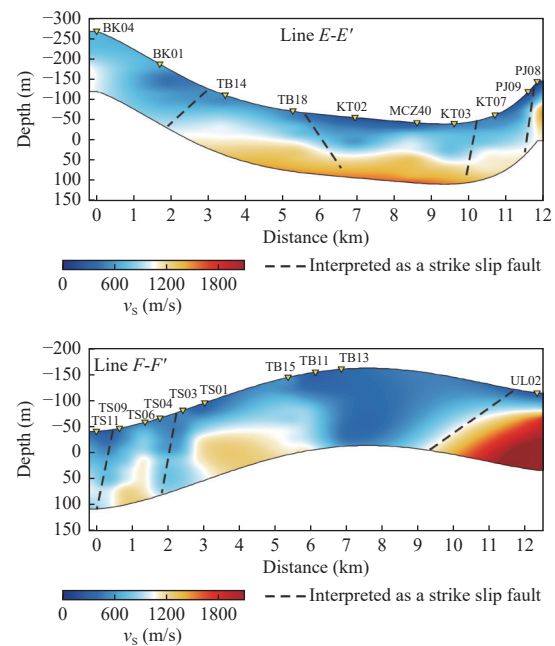 Line E-E′
BK04
BK01
TB14
TB18
KT02
MCZ40
KT03
KT07
PJ09
PJ08
Depth (m)
−300
−250
−200
−150
−100
−50
0
50
100
150
0 1 2 3 4 5 6 7 8 9 10 11 12
Distance (km)
0 600 1200 1800
vS (m/s)
Interpreted as a strike slip fault
Line F-F′
TS11
TS09
TS06
TS04
TS03
TS01
TB15
TB11
TB13
UL02
Depth (m)
−200
−150
−100
−50
0
50
100
150
0 1 2 3 4 5 6 7 8 9 10 11 12
Distance (km)
0 600 1200 1800
vS (m/s)
Interpreted as a strike slip fault